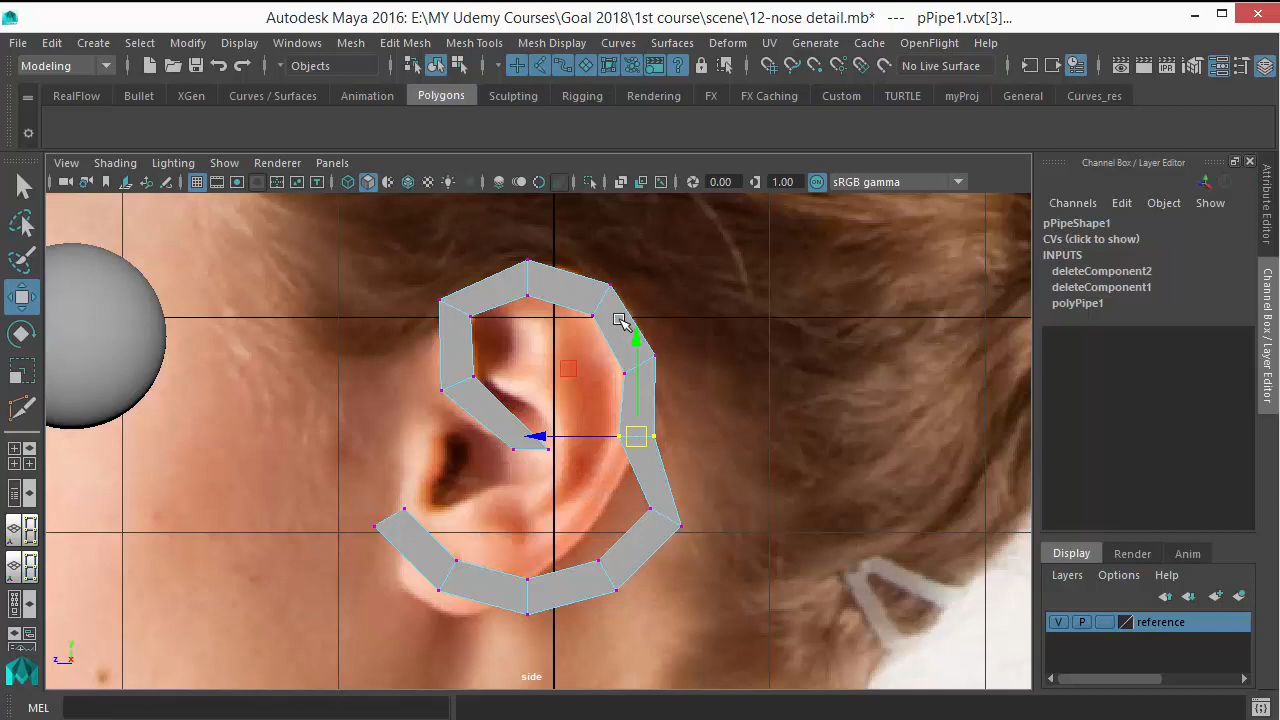 Autodesk Maya 2016: E:\MY Udemy Courses\Goal 2018\1st course\scene\12-nose detail.mb* --- pPipe1.vtx[3]...
File Edit Create Select Modify Display Windows Mesh Edit Mesh Mesh Tools Mesh Display Curves Surfaces Deform UV Generate Cache OpenFlight Help
Modeling Objects No Live Surface
RealFlow Bullet XGen Curves / Surfaces Animation Polygons Sculpting Rigging Rendering FX FX Caching Custom TURTLE myProj General Curves_res
View Shading Lighting Show Renderer Panels
0.00 1.00 sRGB gamma
side
Channel Box / Layer Editor
Channels Edit Object Show
pPipeShape1
CVs (click to show)
INPUTS
deleteComponent2
deleteComponent1
polyPipe1
Display Render Anim
Layers Options Help
V P reference
Attribute Editor
Channel Box / Layer Editor
MEL